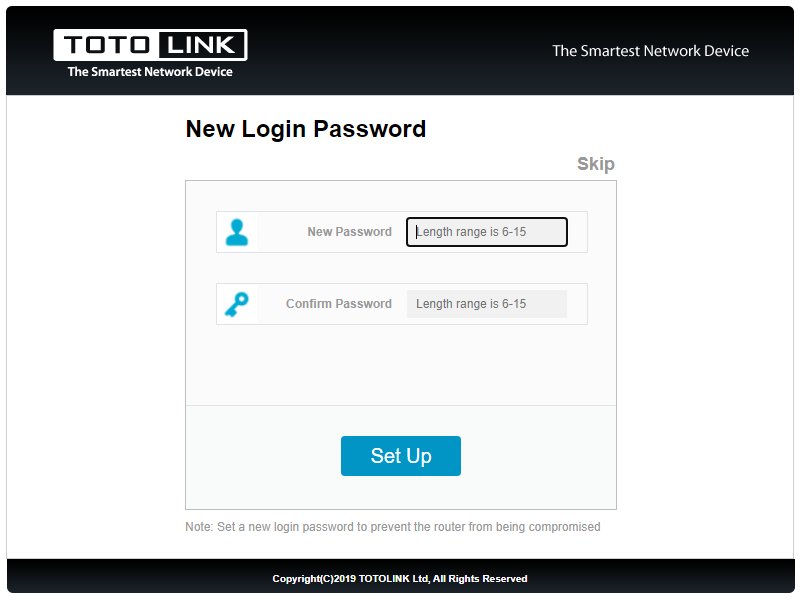 TOTO LINK
The Smartest Network Device
The Smartest Network Device
New Login Password
Skip
New Password Length range is 6-15
Confirm Password Length range is 6-15
Set Up
Note: Set a new login password to prevent the router from being compromised
Copyright(C)2019 TOTOLINK Ltd, All Rights Reserved